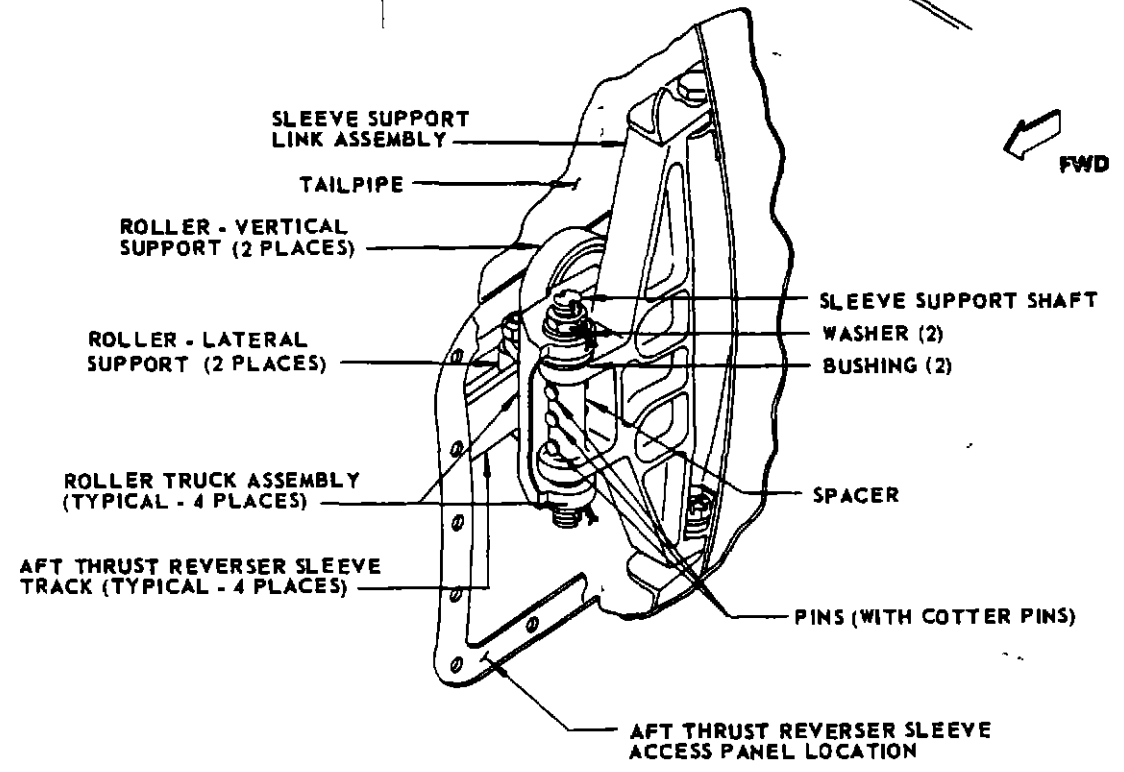 SLEEVE SUPPORT
LINK ASSEMBLY
TAILPIPE
ROLLER - VERTICAL
SUPPORT (2 PLACES)
ROLLER - LATERAL
SUPPORT (2 PLACES)
ROLLER TRUCK ASSEMBLY
(TYPICAL - 4 PLACES)
AFT THRUST REVERSER SLEEVE
TRACK (TYPICAL - 4 PLACES)
FWD
SLEEVE SUPPORT SHAFT
WASHER (2)
BUSHING (2)
SPACER
PINS (WITH COTTER PINS)
AFT THRUST REVERSER SLEEVE
ACCESS PANEL LOCATION